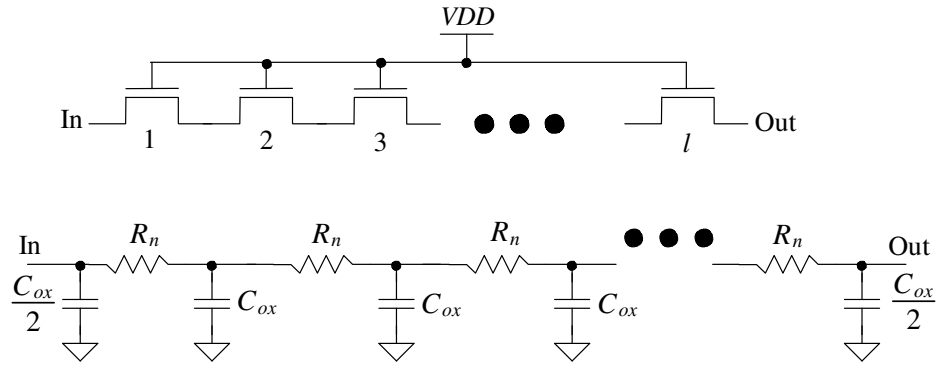 VDD
In
Out
1
2
3
l
In
R_n
R_n
R_n
R_n
Out
C_ox/2
C_ox
C_ox
C_ox
C_ox/2